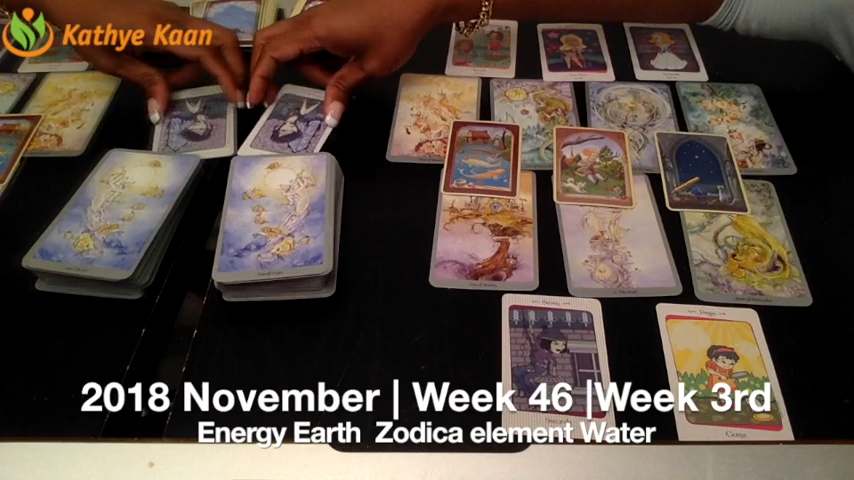 Kathye Kaan
2018 November | Week 46 |Week 3rd
Energy Earth Zodica element Water